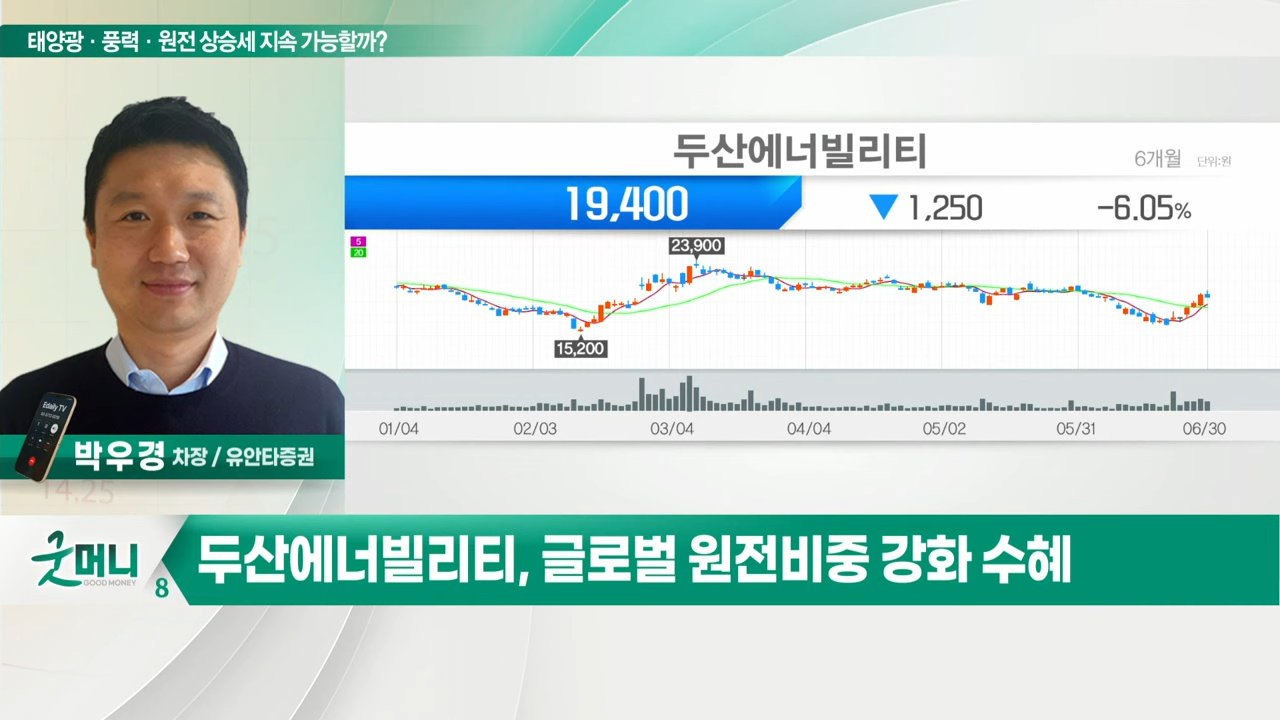 태양광 · 풍력 · 원전 상승세 지속 가능할까?
두산에너빌리티
6개월 단위:원
19,400 ▼ 1,250 -6.05%
5
20
23,900
15,200
01/04 02/03 03/04 04/04 05/02 05/31 06/30
Edaily TV
박우경 차장 / 유안타증권
14.25
굿머니
GOOD MONEY
8
두산에너빌리티, 글로벌 원전비중 강화 수혜